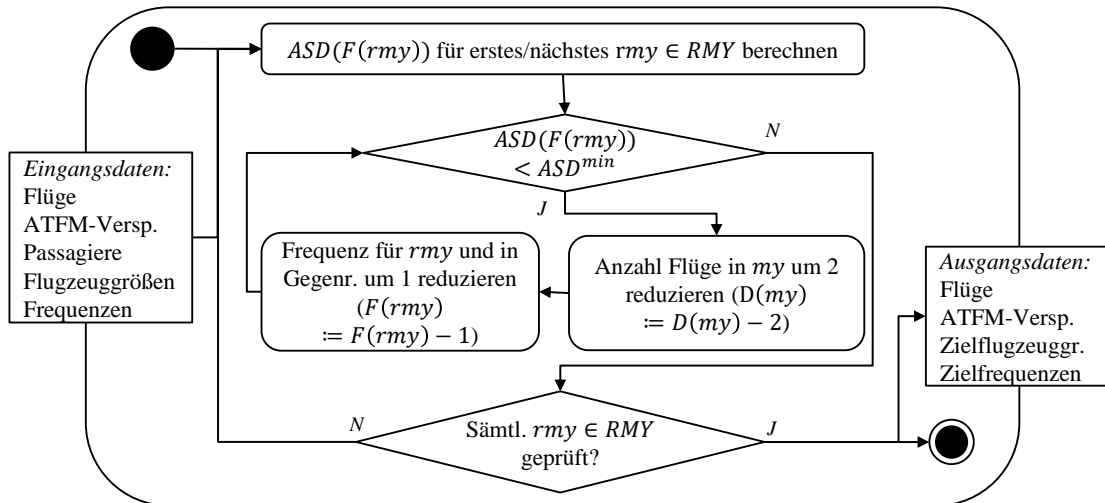 ASD(F(rmy)) für erstes/nächstes rmy ∈ RMY berechnen
ASD(F(rmy))
< ASD^min
N
J
Eingangsdaten:
Flüge
ATFM-Versp.
Passagiere
Flugzeuggrößen
Frequenzen
Frequenz für rmy und in
Gegenr. um 1 reduzieren
(F(rmy)
:= F(rmy) − 1)
Anzahl Flüge in my um 2
reduzieren (D(my)
:= D(my) − 2)
Ausgangsdaten:
Flüge
ATFM-Versp.
Zielflugzeuggr.
Zielfrequenzen
N
Sämtl. rmy ∈ RMY
geprüft?
J